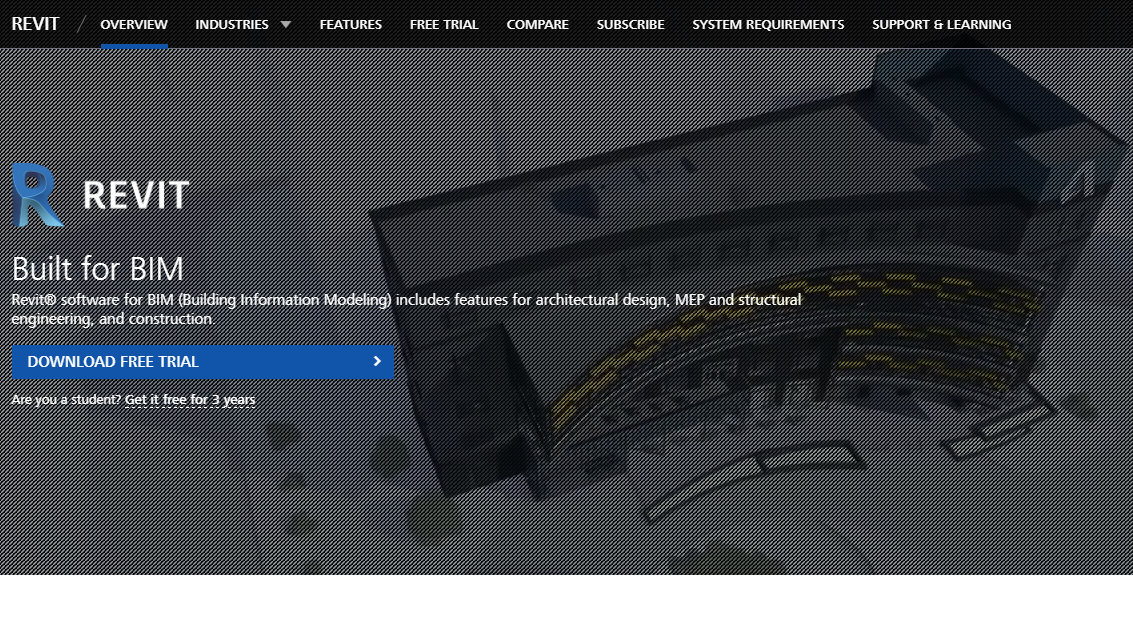 REVIT / OVERVIEW INDUSTRIES FEATURES FREE TRIAL COMPARE SUBSCRIBE SYSTEM REQUIREMENTS SUPPORT & LEARNING
REVIT
Built for BIM
Revit® software for BIM (Building Information Modeling) includes features for architectural design, MEP and structural
engineering, and construction.
DOWNLOAD FREE TRIAL
Are you a student? Get it free for 3 years